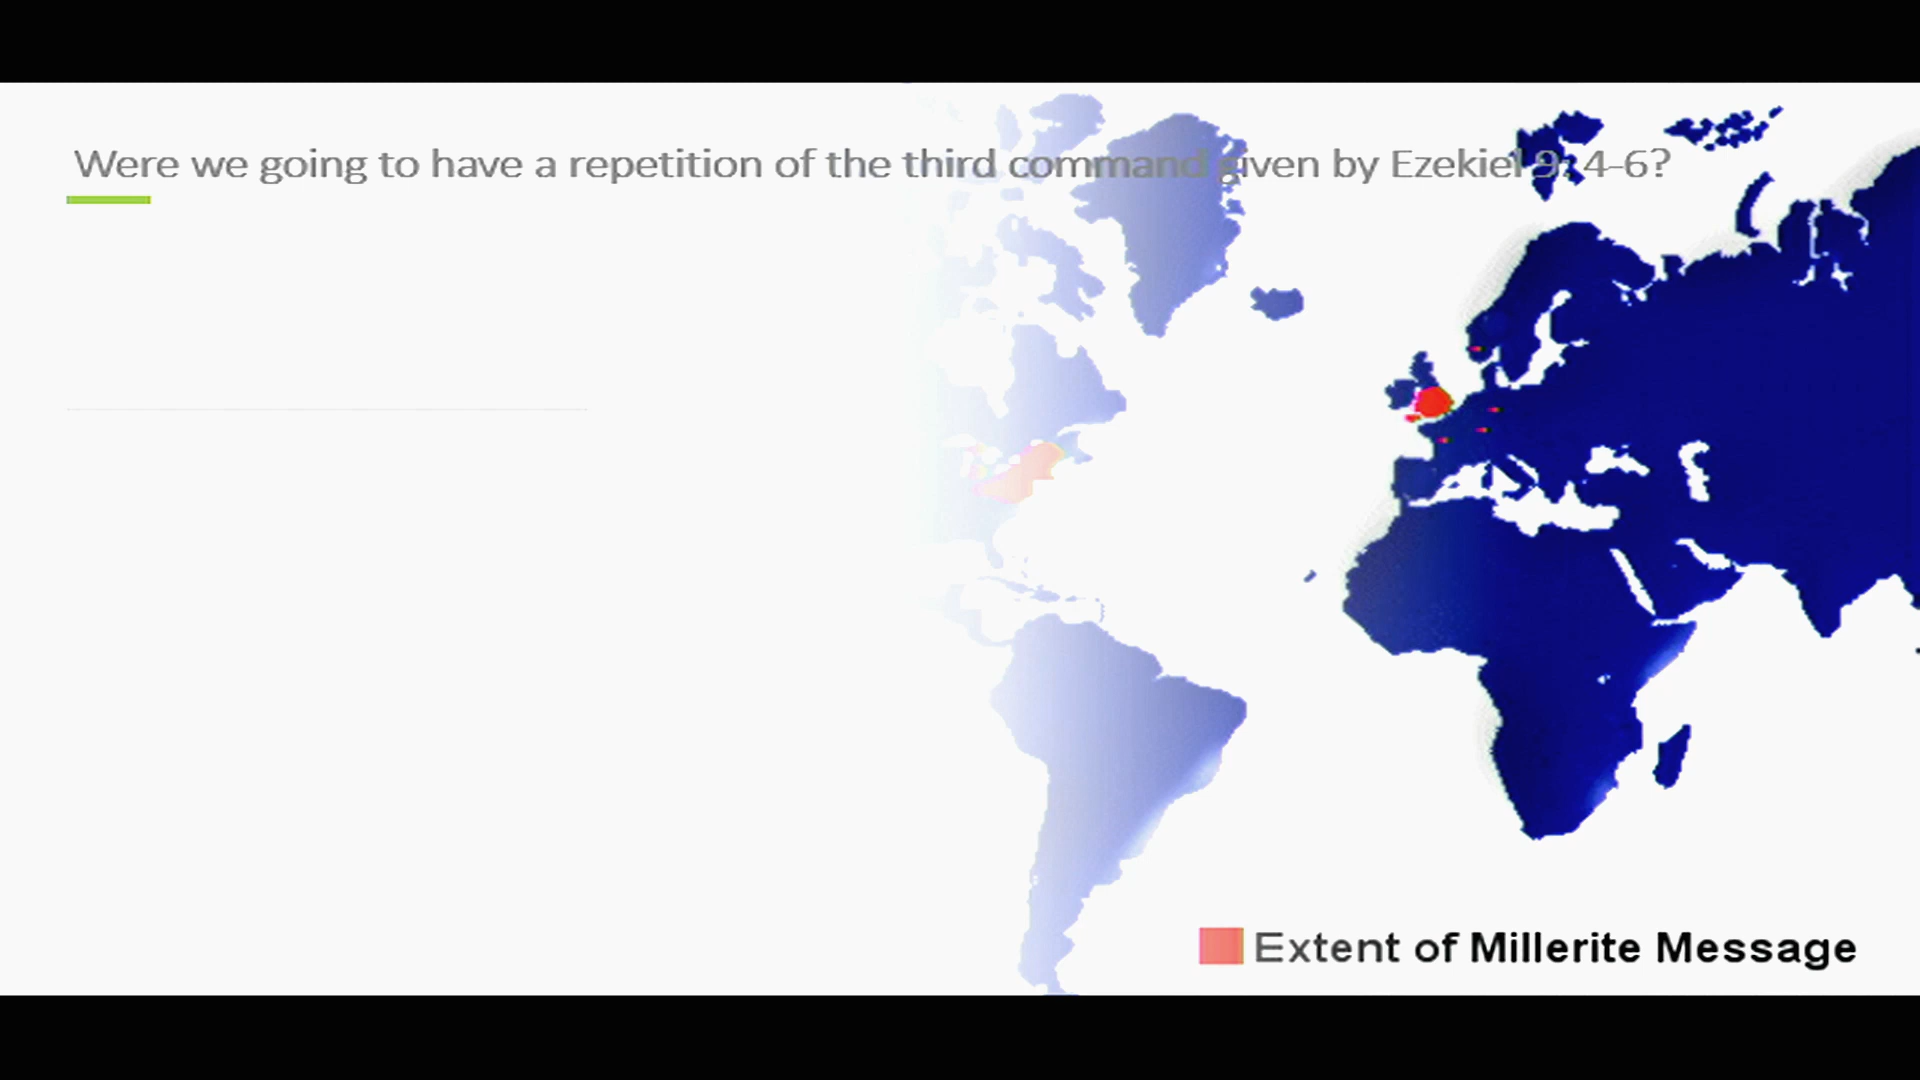 Were we going to have a repetition of the third command given by Ezekiel 9: 4-6?
Extent of Millerite Message